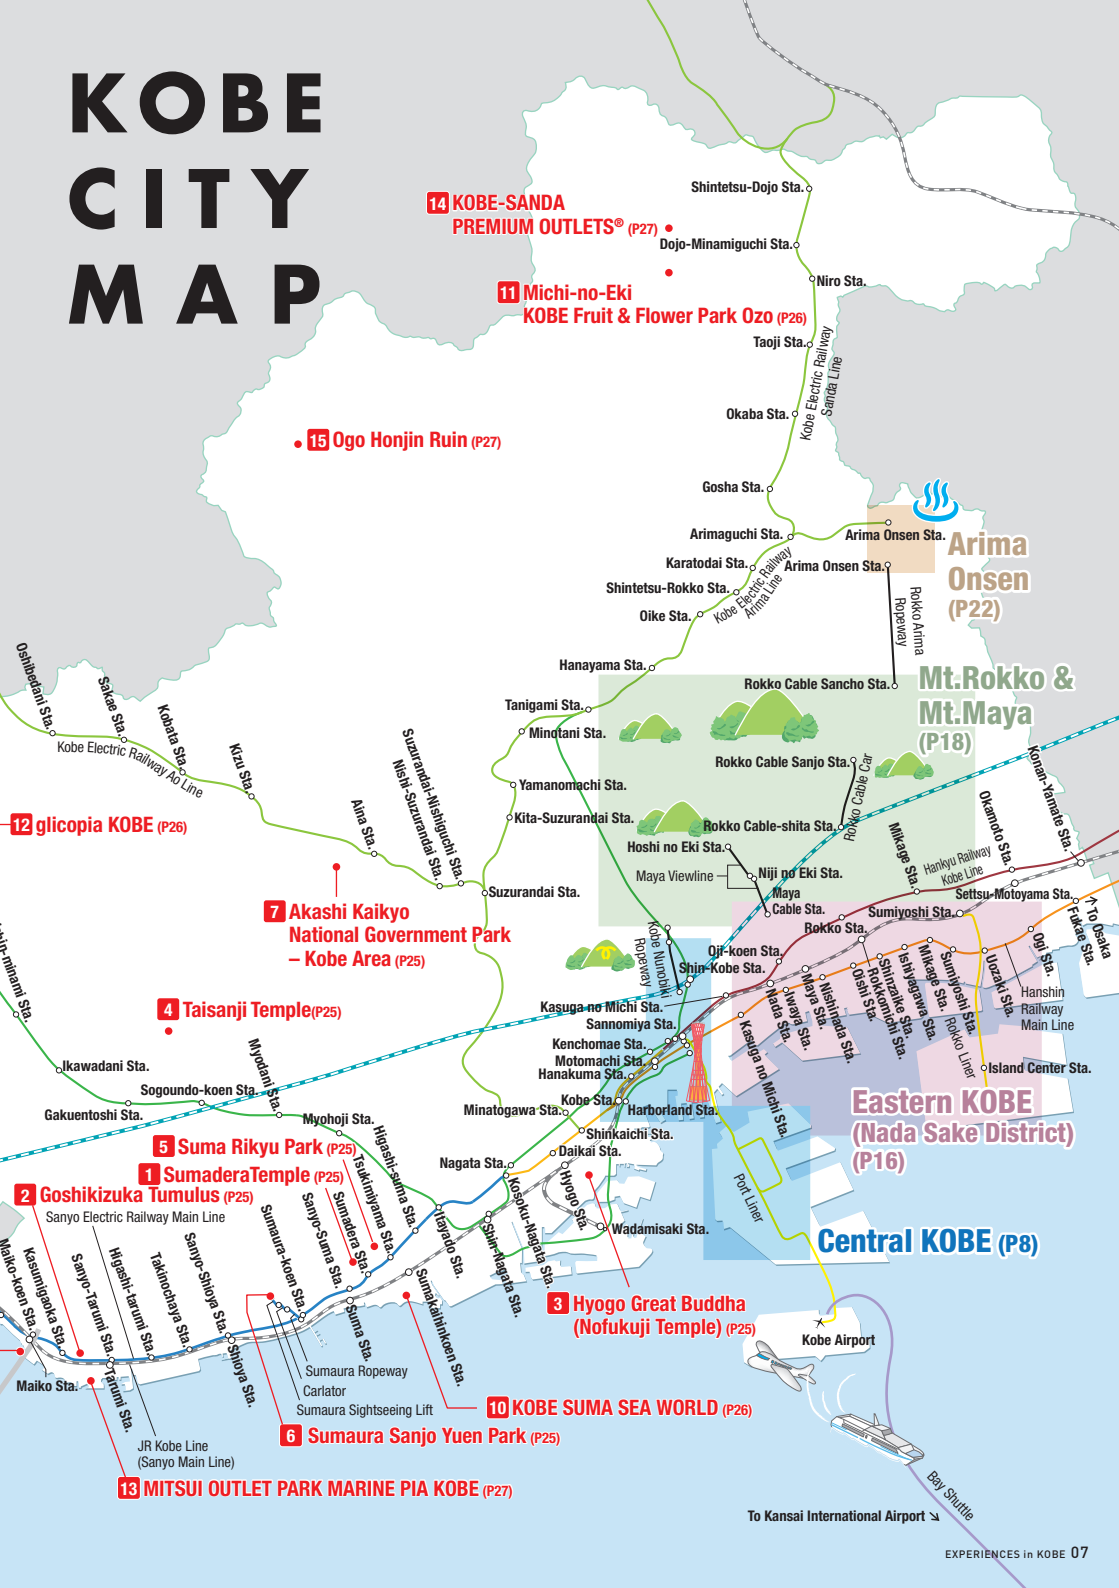 KOBE
CITY
MAP
14 KOBE-SANDA
PREMIUM OUTLETS® (P27)
11 Michi-no-Eki
KOBE Fruit & Flower Park Ozo (P26)
15 Ogo Honjin Ruin (P27)
Shintetsu-Dojo Sta.
Dojo-Minamiguchi Sta.
Niro Sta.
Taoji Sta.
Kobe Electric Railway
Sanda Line
Okaba Sta.
Gosha Sta.
Arimaguchi Sta.
Arima Onsen Sta.
Arima
Onsen
(P22)
Karatodai Sta.
Arima Onsen Sta.
Shintetsu-Rokko Sta.
Kobe Electric Railway
Arima Line
Oike Sta.
Rokko Arima
Ropeway
Hanayama Sta.
Rokko Cable Sancho Sta.
Mt.Rokko &
Mt.Maya
(P18)
Tanigami Sta.
Minotani Sta.
Oshibedani Sta.
Sakae Sta.
Kobata Sta.
Kobe Electric Railway Ao Line
Kizu Sta.
Aina Sta.
Nishi-Suzurandai Sta.
Suzurandai-Nishiguchi Sta.
Yamanomachi Sta.
Kita-Suzurandai Sta.
Suzurandai Sta.
Rokko Cable Sanjo Sta.
Rokko Cable Car
Rokko Cable-shita Sta.
Hoshi no Eki Sta.
Maya Viewline
Niji no Eki Sta.
Maya
Cable Sta.
Konan-Yamate Sta.
Okamoto Sta.
Mikage Sta.
Hankyu Railway
Kobe Line
Settsu-Motoyama Sta.
Sumiyoshi Sta.
Rokko Sta.
To Osaka
Fukae Sta.
Ogi Sta.
Uozaki Sta.
Sumiyoshi Sta.
Mikage Sta.
Ishiyagawa Sta.
Shinzaike Sta.
Rokkomichi Sta.
Oishi Sta.
Nishinada Sta.
Maya Sta.
Iwaya Sta.
Nada Sta.
Hanshin
Railway
Main Line
Rokko Liner
Island Center Sta.
Oji-koen Sta.
Shin-Kobe Sta.
Kobe Nunobiki
Ropeway
Kasuga no Michi Sta.
Kasuga no Michi Sta.
Sannomiya Sta.
Kenchomae Sta.
Motomachi Sta.
Hanakuma Sta.
Kobe Sta.
Harborland Sta.
Minatogawa Sta.
Shinkaichi Sta.
Daikai Sta.
Nagata Sta.
Hyogo Sta.
Wadamisaki Sta.
Kosoku-Nagata Sta.
Shin-Nagata Sta.
Port Liner
Eastern KOBE
(Nada Sake District)
(P16)
Central KOBE (P8)
12 glicopia KOBE (P26)
7 Akashi Kaikyo
National Government Park
– Kobe Area (P25)
4 Taisanji Temple(P25)
Ikawadani Sta.
Gakuentoshi Sta.
Sogoundo-koen Sta.
Myodani Sta.
Myohoji Sta.
5 Suma Rikyu Park (P25)
1 SumaderaTemple (P25)
2 Goshikizuka Tumulus (P25)
Sanyo Electric Railway Main Line
Higashi-suma Sta.
Tsukimiyama Sta.
Sumadera Sta.
Sanyo-Suma Sta.
Sumaura-koen Sta.
Sanyo-Shioya Sta.
Takinochaya Sta.
Higashi-tarumi Sta.
Sanyo-Tarumi Sta.
Kasumigaoka Sta.
Maiko-koen Sta.
Itayado Sta.
Sumakaihinkoen Sta.
Suma Sta.
Shioya Sta.
Tarumi Sta.
Maiko Sta.
3 Hyogo Great Buddha
(Nofukuji Temple) (P25)
Sumaura Ropeway
Carlator
Sumaura Sightseeing Lift
10 KOBE SUMA SEA WORLD (P26)
6 Sumaura Sanjo Yuen Park (P25)
JR Kobe Line
(Sanyo Main Line)
13 MITSUI OUTLET PARK MARINE PIA KOBE (P27)
Kobe Airport
Bay Shuttle
To Kansai International Airport
EXPERIENCES in KOBE 07